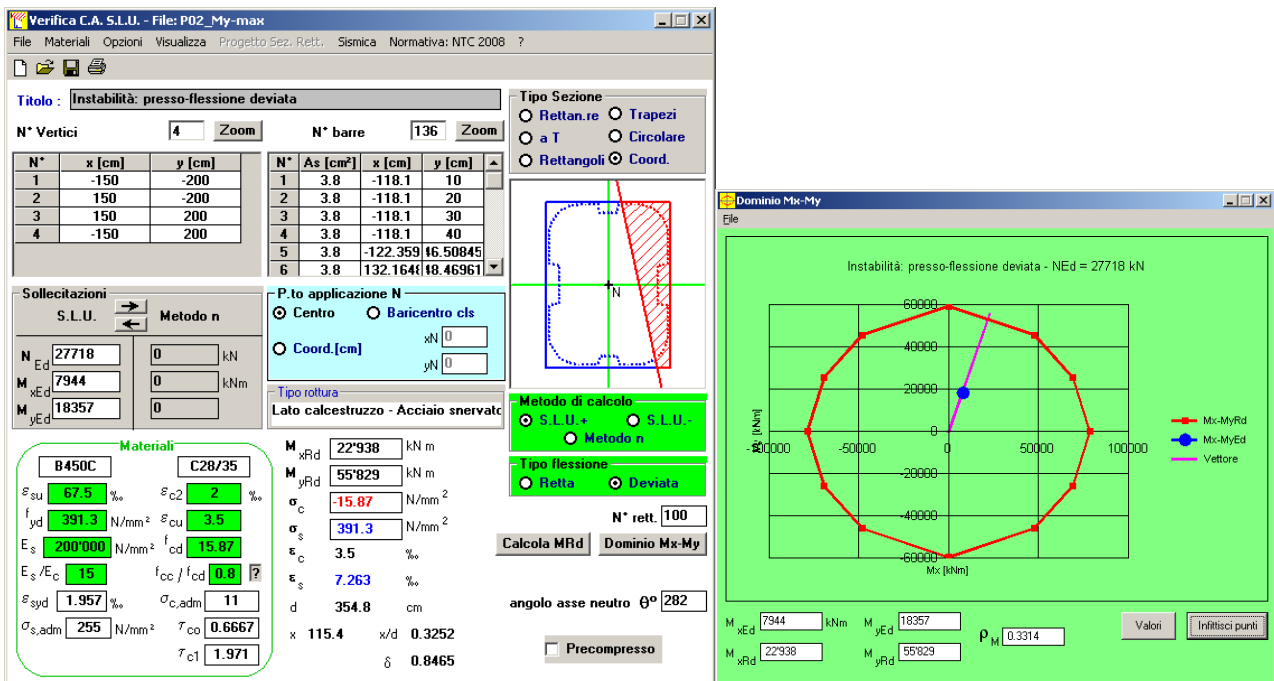 Verifica C.A. S.L.U. - File: P02_My-max
File Materiali Opzioni Visualizza Progetto Sez. Rett. Sismica Normativa: NTC 2008 ?
Titolo : Instabilità: presso-flessione deviata
N° Vertici 4 Zoom N° barre 136 Zoom
N° x [cm] y [cm]
1 -150 -200
2 150 -200
3 150 200
4 -150 200
N° As [cm²] x [cm] y [cm]
1 3.8 -118.1 10
2 3.8 -118.1 20
3 3.8 -118.1 30
4 3.8 -118.1 40
5 3.8 -122.359 46.50845
6 3.8 132.1648 48.46961
Tipo Sezione
Rettan.re Trapezi
a T Circolare
Rettangoli Coord.
N
Sollecitazioni
S.L.U. Metodo n
N Ed 27718 0 kN
M xEd 7944 0 kNm
M yEd 18357 0
P.to applicazione N
Centro Baricentro cls
Coord.[cm] xN 0
yN 0
Tipo rottura
Lato calcestruzzo - Acciaio snervato
Metodo di calcolo
S.L.U.+ S.L.U.-
Metodo n
Tipo flessione
Retta Deviata
N° rett. 100
Calcola MRd Dominio Mx-My
angolo asse neutro θ° 282
Precompresso
Materiali
B450C C28/35
εsu 67.5 ‰ εc2 2 ‰
fyd 391.3 N/mm² εcu 3.5
Es 200'000 N/mm² fcd 15.87
Es/Ec 15 fcc / fcd 0.8 ?
εsyd 1.957 ‰ σc,adm 11
σs,adm 255 N/mm² τco 0.6667
τc1 1.971
M xRd 22'938 kN m
M yRd 55'829 kN m
σc -15.87 N/mm²
σs 391.3 N/mm²
εc 3.5 ‰
εs 7.263 ‰
d 354.8 cm
x 115.4 x/d 0.3252
δ 0.8465
Dominio Mx-My
File
Instabilità: presso-flessione deviata - NEd = 27718 kN
60000
40000
20000
0
-20000
-40000
-60000
-50000 0 50000 100000
Mx [kNm]
Mx-MyRd
Mx-MyEd
Vettore
M xEd 7944 kNm M yEd 18357
M xRd 22'938 M yRd 55'829
ρM 0.3314
Valori Infittisci punti